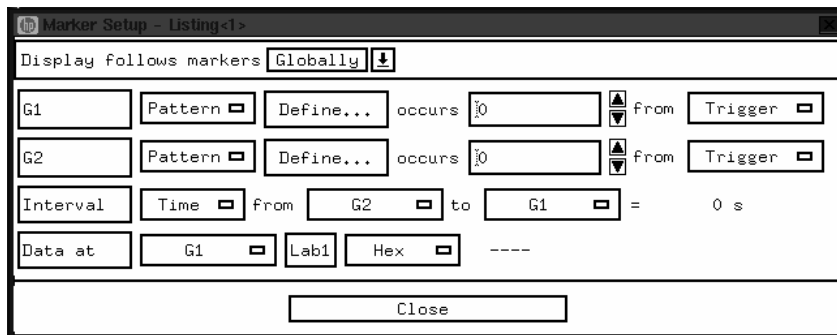 hp Marker Setup - Listing<1>
Display follows markers Globally
G1 Pattern Define... occurs 0 from Trigger
G2 Pattern Define... occurs 0 from Trigger
Interval Time from G2 to G1 = 0 s
Data at G1 Lab1 Hex ----
Close